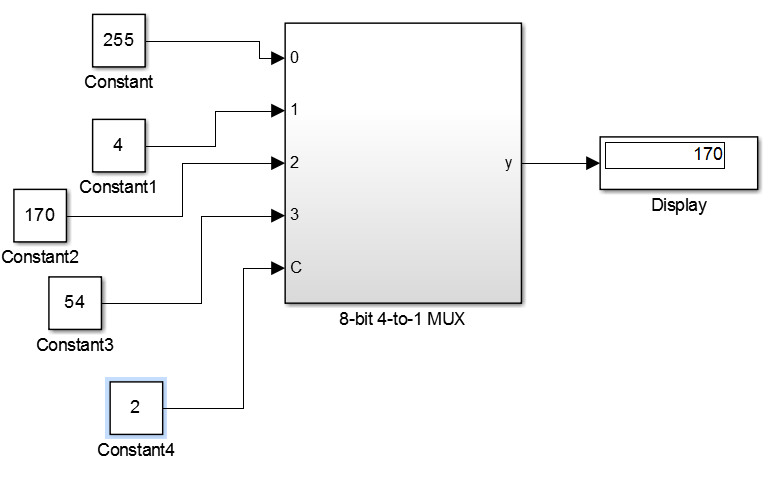 255
Constant
0
4
1
Constant1
2
170
y
170
Display
Constant2
3
54
C
Constant3
8-bit 4-to-1 MUX
2
Constant4